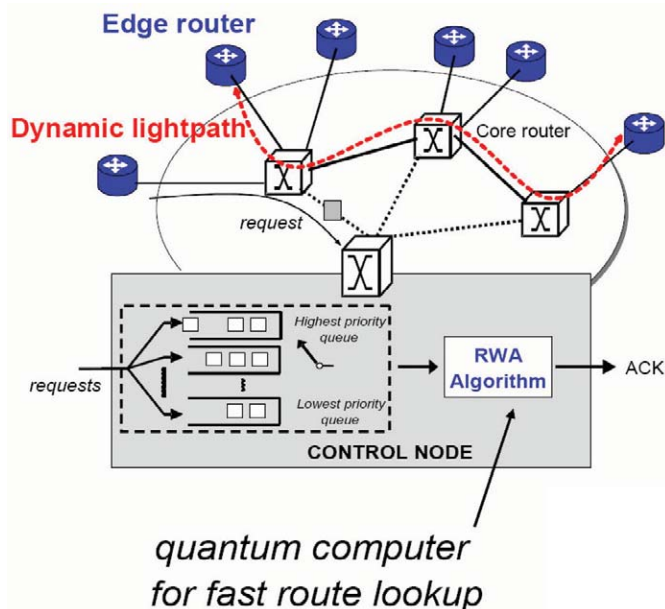 Edge router
Dynamic lightpath
Core router
request
Highest priority
queue
requests
RWA
Algorithm
ACK
Lowest priority
queue
CONTROL NODE
quantum computer
for fast route lookup